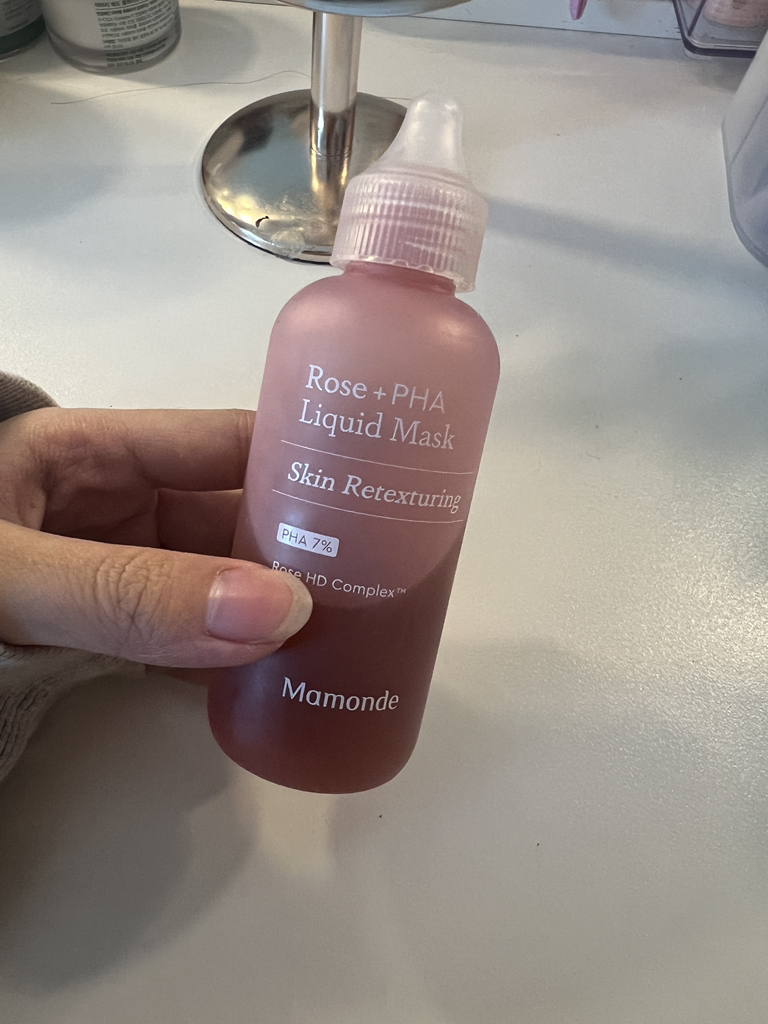 Rose + PHA
Liquid Mask
Skin Retexturing
PHA 7%
Rose HD Complex™
Mamonde